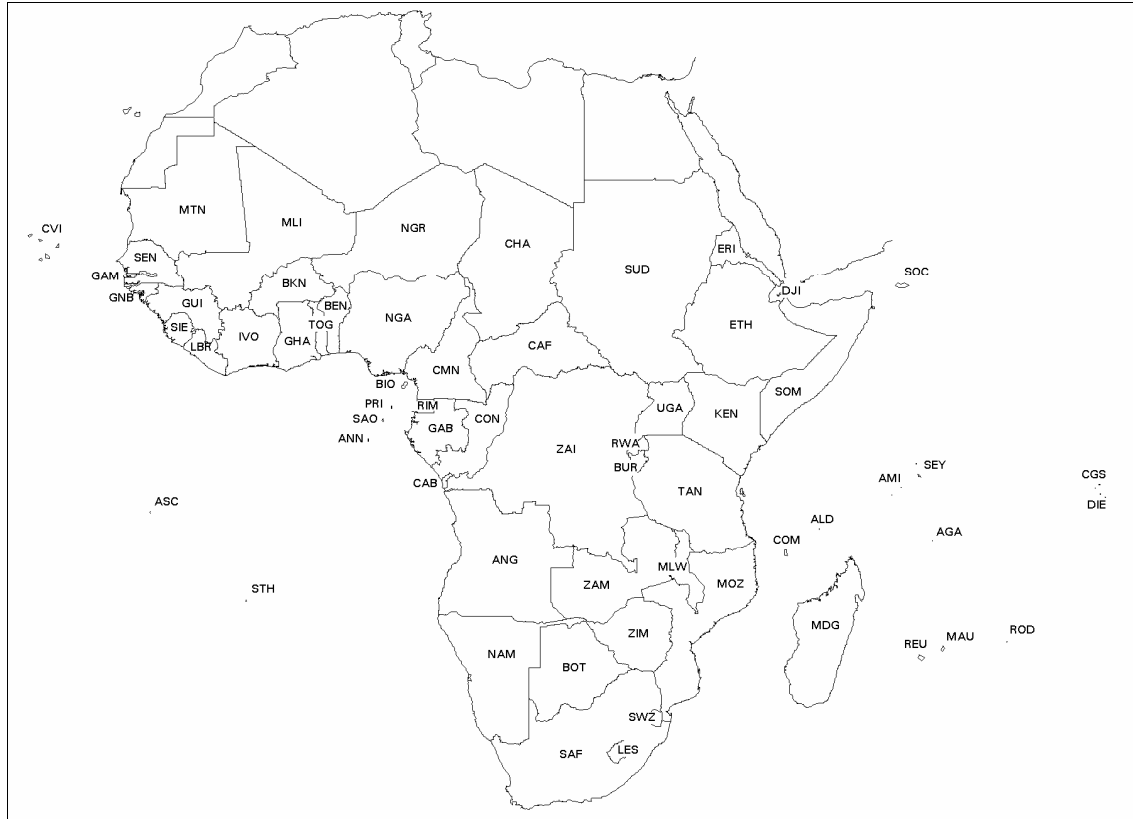 MTN
MLI
NGR
CVI
CHA
ERI
SEN
SUD
SOC
GAM
BKN
DJI
GNB
GUI
BEN
NGA
ETH
SIE
TOG
IVO
GHA
LBR
CAF
CMN
BIO
SOM
PRI
RIM
UGA
KEN
SAO
CON
GAB
ANN
RWA
ZAI
BUR
SEY
CAB
AMI
CGS
TAN
ASC
DIE
ALD
AGA
COM
ANG
MLW
ZAM
MOZ
STH
MDG
ZIM
ROD
MAU
REU
NAM
BOT
SWZ
LES
SAF